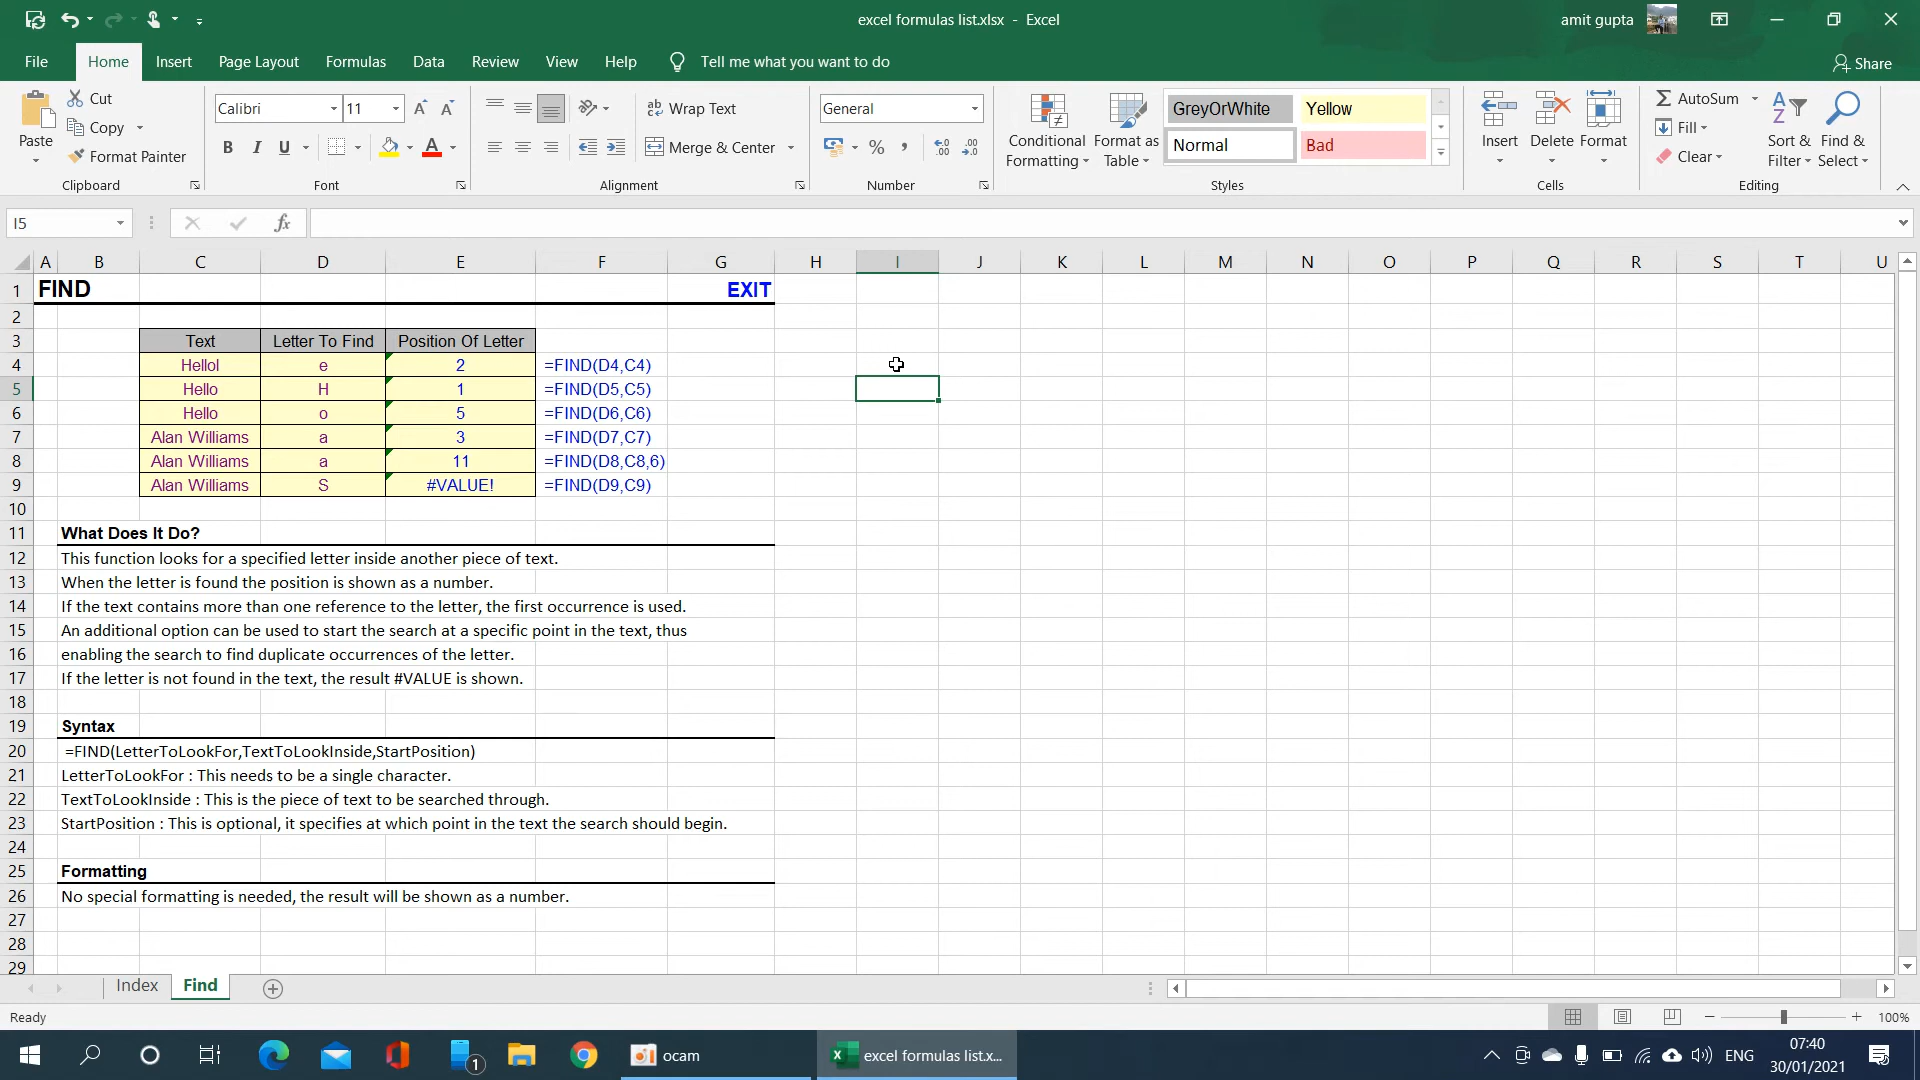 excel formulas list.xlsx - Excel
amit gupta
File Home Insert Page Layout Formulas Data Review View Help Tell me what you want to do Share
Paste
Cut
Copy
Format Painter
Clipboard
Calibri 11
B I U A
Font
Wrap Text
Merge & Center
Alignment
General
% ,
Number
Conditional Formatting
Format as Table
GreyOrWhite Yellow
Normal Bad
Styles
Insert Delete Format
Cells
AutoSum
Fill
Clear
Sort & Filter
Find & Select
Editing
I5
fx
A B C D E F G H I J K L M N O P Q R S T U
1 FIND EXIT
2
3 Text Letter To Find Position Of Letter
4 Hellol e 2 =FIND(D4,C4)
5 Hello H 1 =FIND(D5,C5)
6 Hello o 5 =FIND(D6,C6)
7 Alan Williams a 3 =FIND(D7,C7)
8 Alan Williams a 11 =FIND(D8,C8,6)
9 Alan Williams S #VALUE! =FIND(D9,C9)
10
11 What Does It Do?
12 This function looks for a specified letter inside another piece of text.
13 When the letter is found the position is shown as a number.
14 If the text contains more than one reference to the letter, the first occurrence is used.
15 An additional option can be used to start the search at a specific point in the text, thus
16 enabling the search to find duplicate occurrences of the letter.
17 If the letter is not found in the text, the result #VALUE is shown.
18
19 Syntax
20 =FIND(LetterToLookFor,TextToLookInside,StartPosition)
21 LetterToLookFor : This needs to be a single character.
22 TextToLookInside : This is the piece of text to be searched through.
23 StartPosition : This is optional, it specifies at which point in the text the search should begin.
24
25 Formatting
26 No special formatting is needed, the result will be shown as a number.
27
28
29
Index Find
Ready
100%
1
ocam
excel formulas list.x...
ENG
07:40
30/01/2021